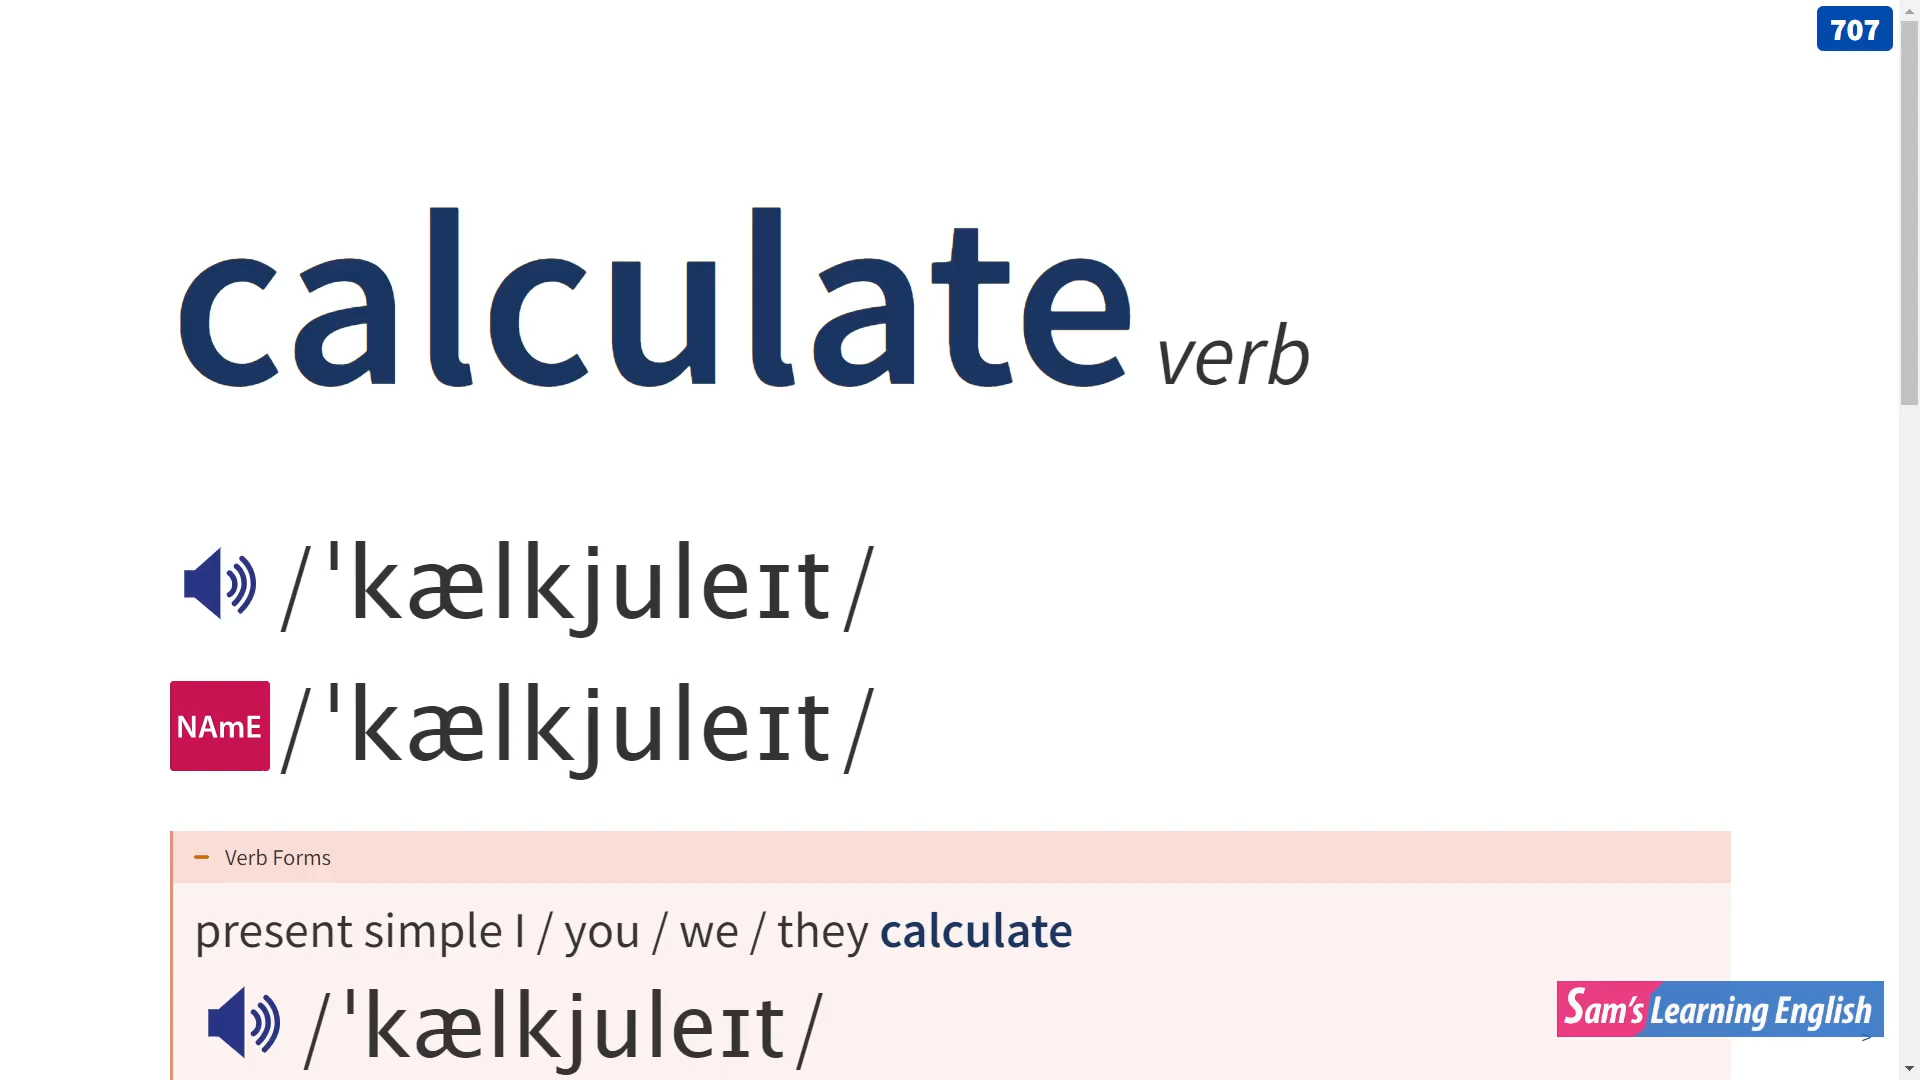 707
calculate verb
/ˈkælkjuleɪt/
NAmE /ˈkælkjuleɪt/
Verb Forms
present simple I / you / we / they calculate
/ˈkælkjuleɪt/
Sam's Learning English
>